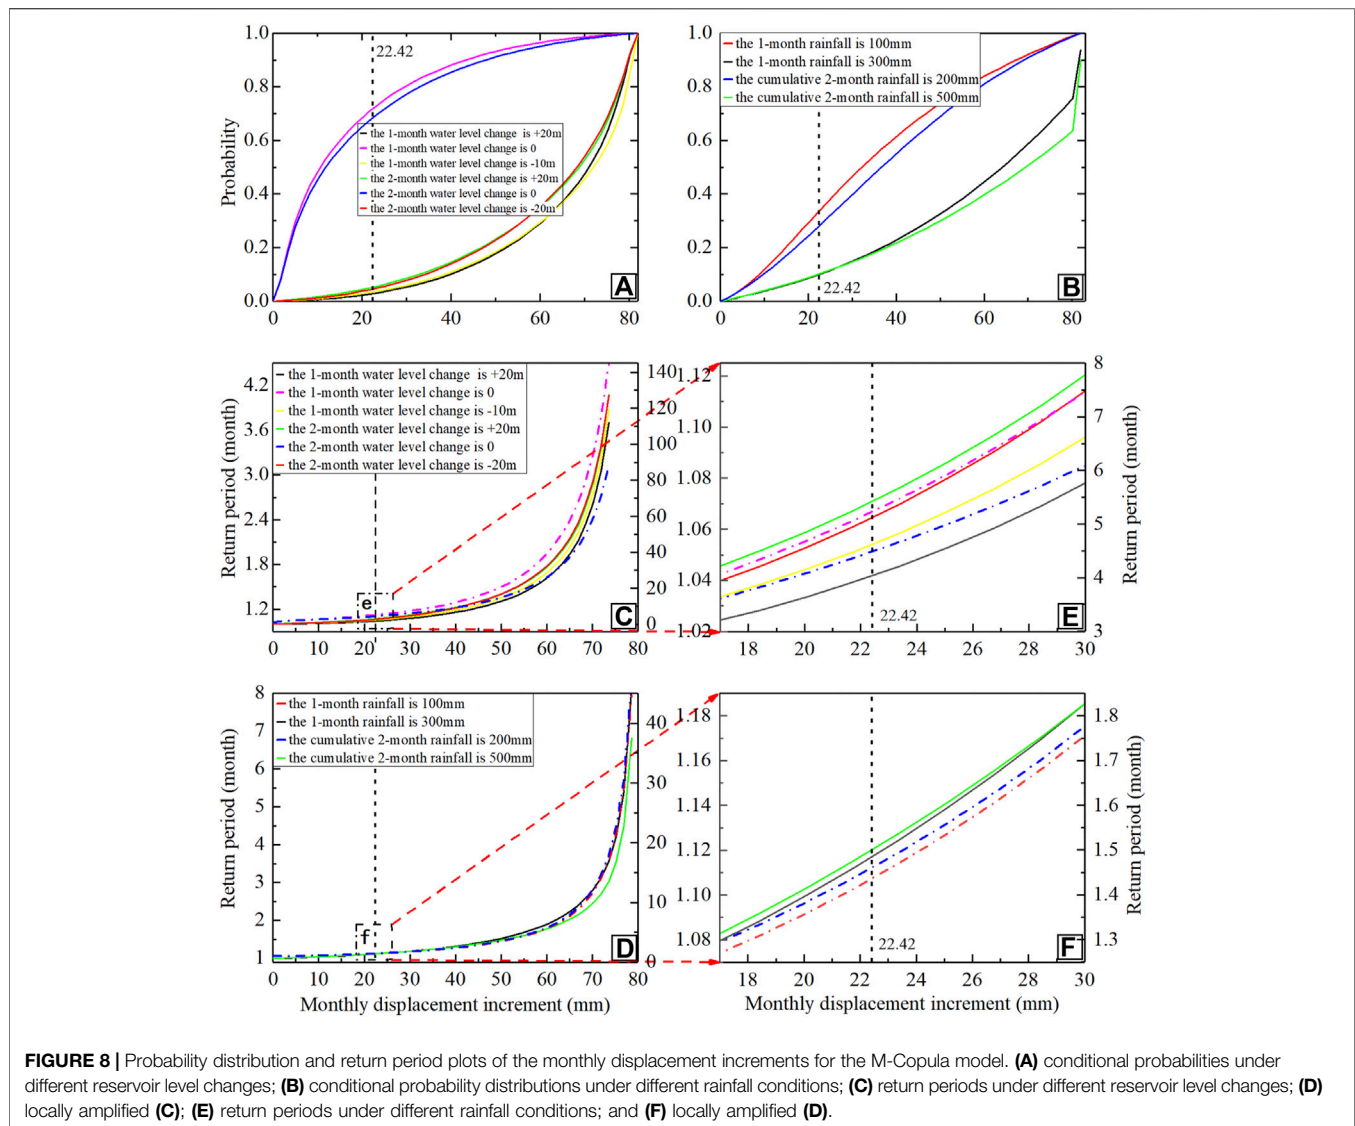 1.0
0.8
0.6
0.4
0.2
0.0
Probability
22.42
the 1-month water level change is +20m
the 1-month water level change is 0
the 1-month water level change is -10m
the 2-month water level change is +20m
the 2-month water level change is 0
the 2-month water level change is -20m
A
0 20 40 60 80
1.0
0.8
0.6
0.4
0.2
0.0
the 1-month rainfall is 100mm
the 1-month rainfall is 300mm
the cumulative 2-month rainfall is 200mm
the cumulative 2-month rainfall is 500mm
22.42
B
0 20 40 60 80
4.2
3.6
3.0
2.4
1.8
1.2
Return period (month)
the 1-month water level change is +20m
the 1-month water level change is 0
the 1-month water level change is -10m
the 2-month water level change is +20m
the 2-month water level change is 0
the 2-month water level change is -20m
e
C
140
120
100
80
60
40
20
0
0 10 20 30 40 50 60 70 80
1.12
1.10
1.08
1.06
1.04
1.02
22.42
E
8
7
6
5
4
3
Return period (month)
18 20 22 24 26 28 30
8
7
6
5
4
3
2
1
Return period (month)
the 1-month rainfall is 100mm
the 1-month rainfall is 300mm
the cumulative 2-month rainfall is 200mm
the cumulative 2-month rainfall is 500mm
f
D
40
30
20
10
0
0 10 20 30 40 50 60 70 80
Monthly displacement increment (mm)
1.18
1.16
1.14
1.12
1.10
1.08
22.42
F
1.8
1.7
1.6
1.5
1.4
1.3
Return period (month)
18 20 22 24 26 28 30
Monthly displacement increment (mm)
FIGURE 8 | Probability distribution and return period plots of the monthly displacement increments for the M-Copula model. (A) conditional probabilities under
different reservoir level changes; (B) conditional probability distributions under different rainfall conditions; (C) return periods under different reservoir level changes; (D)
locally amplified (C); (E) return periods under different rainfall conditions; and (F) locally amplified (D).